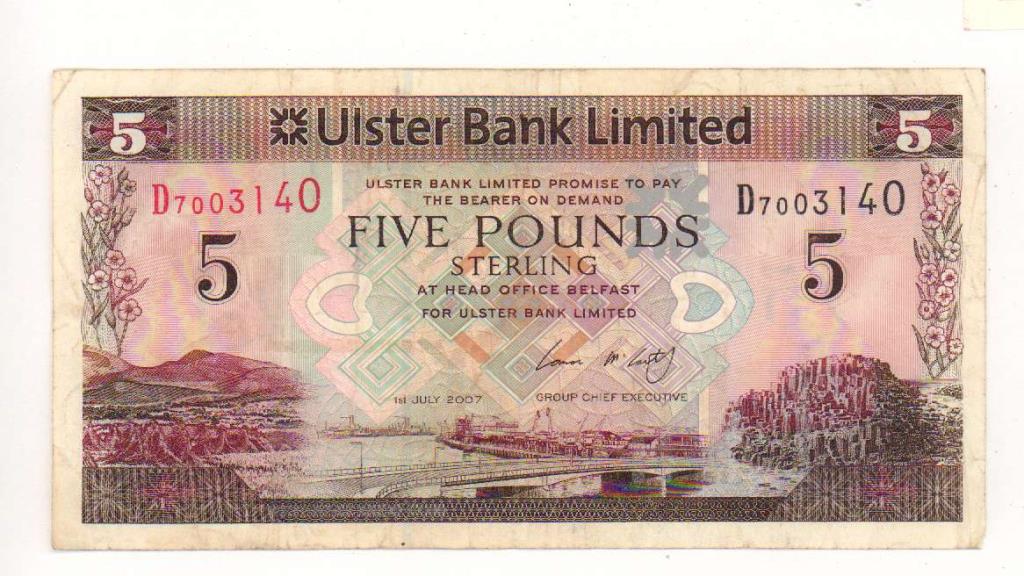 5 Ulster Bank Limited 5
D7003140 ULSTER BANK LIMITED PROMISE TO PAY D7003140
THE BEARER ON DEMAND
5 FIVE POUNDS 5
STERLING
AT HEAD OFFICE BELFAST
FOR ULSTER BANK LIMITED
1st JULY 2007 GROUP CHIEF EXECUTIVE